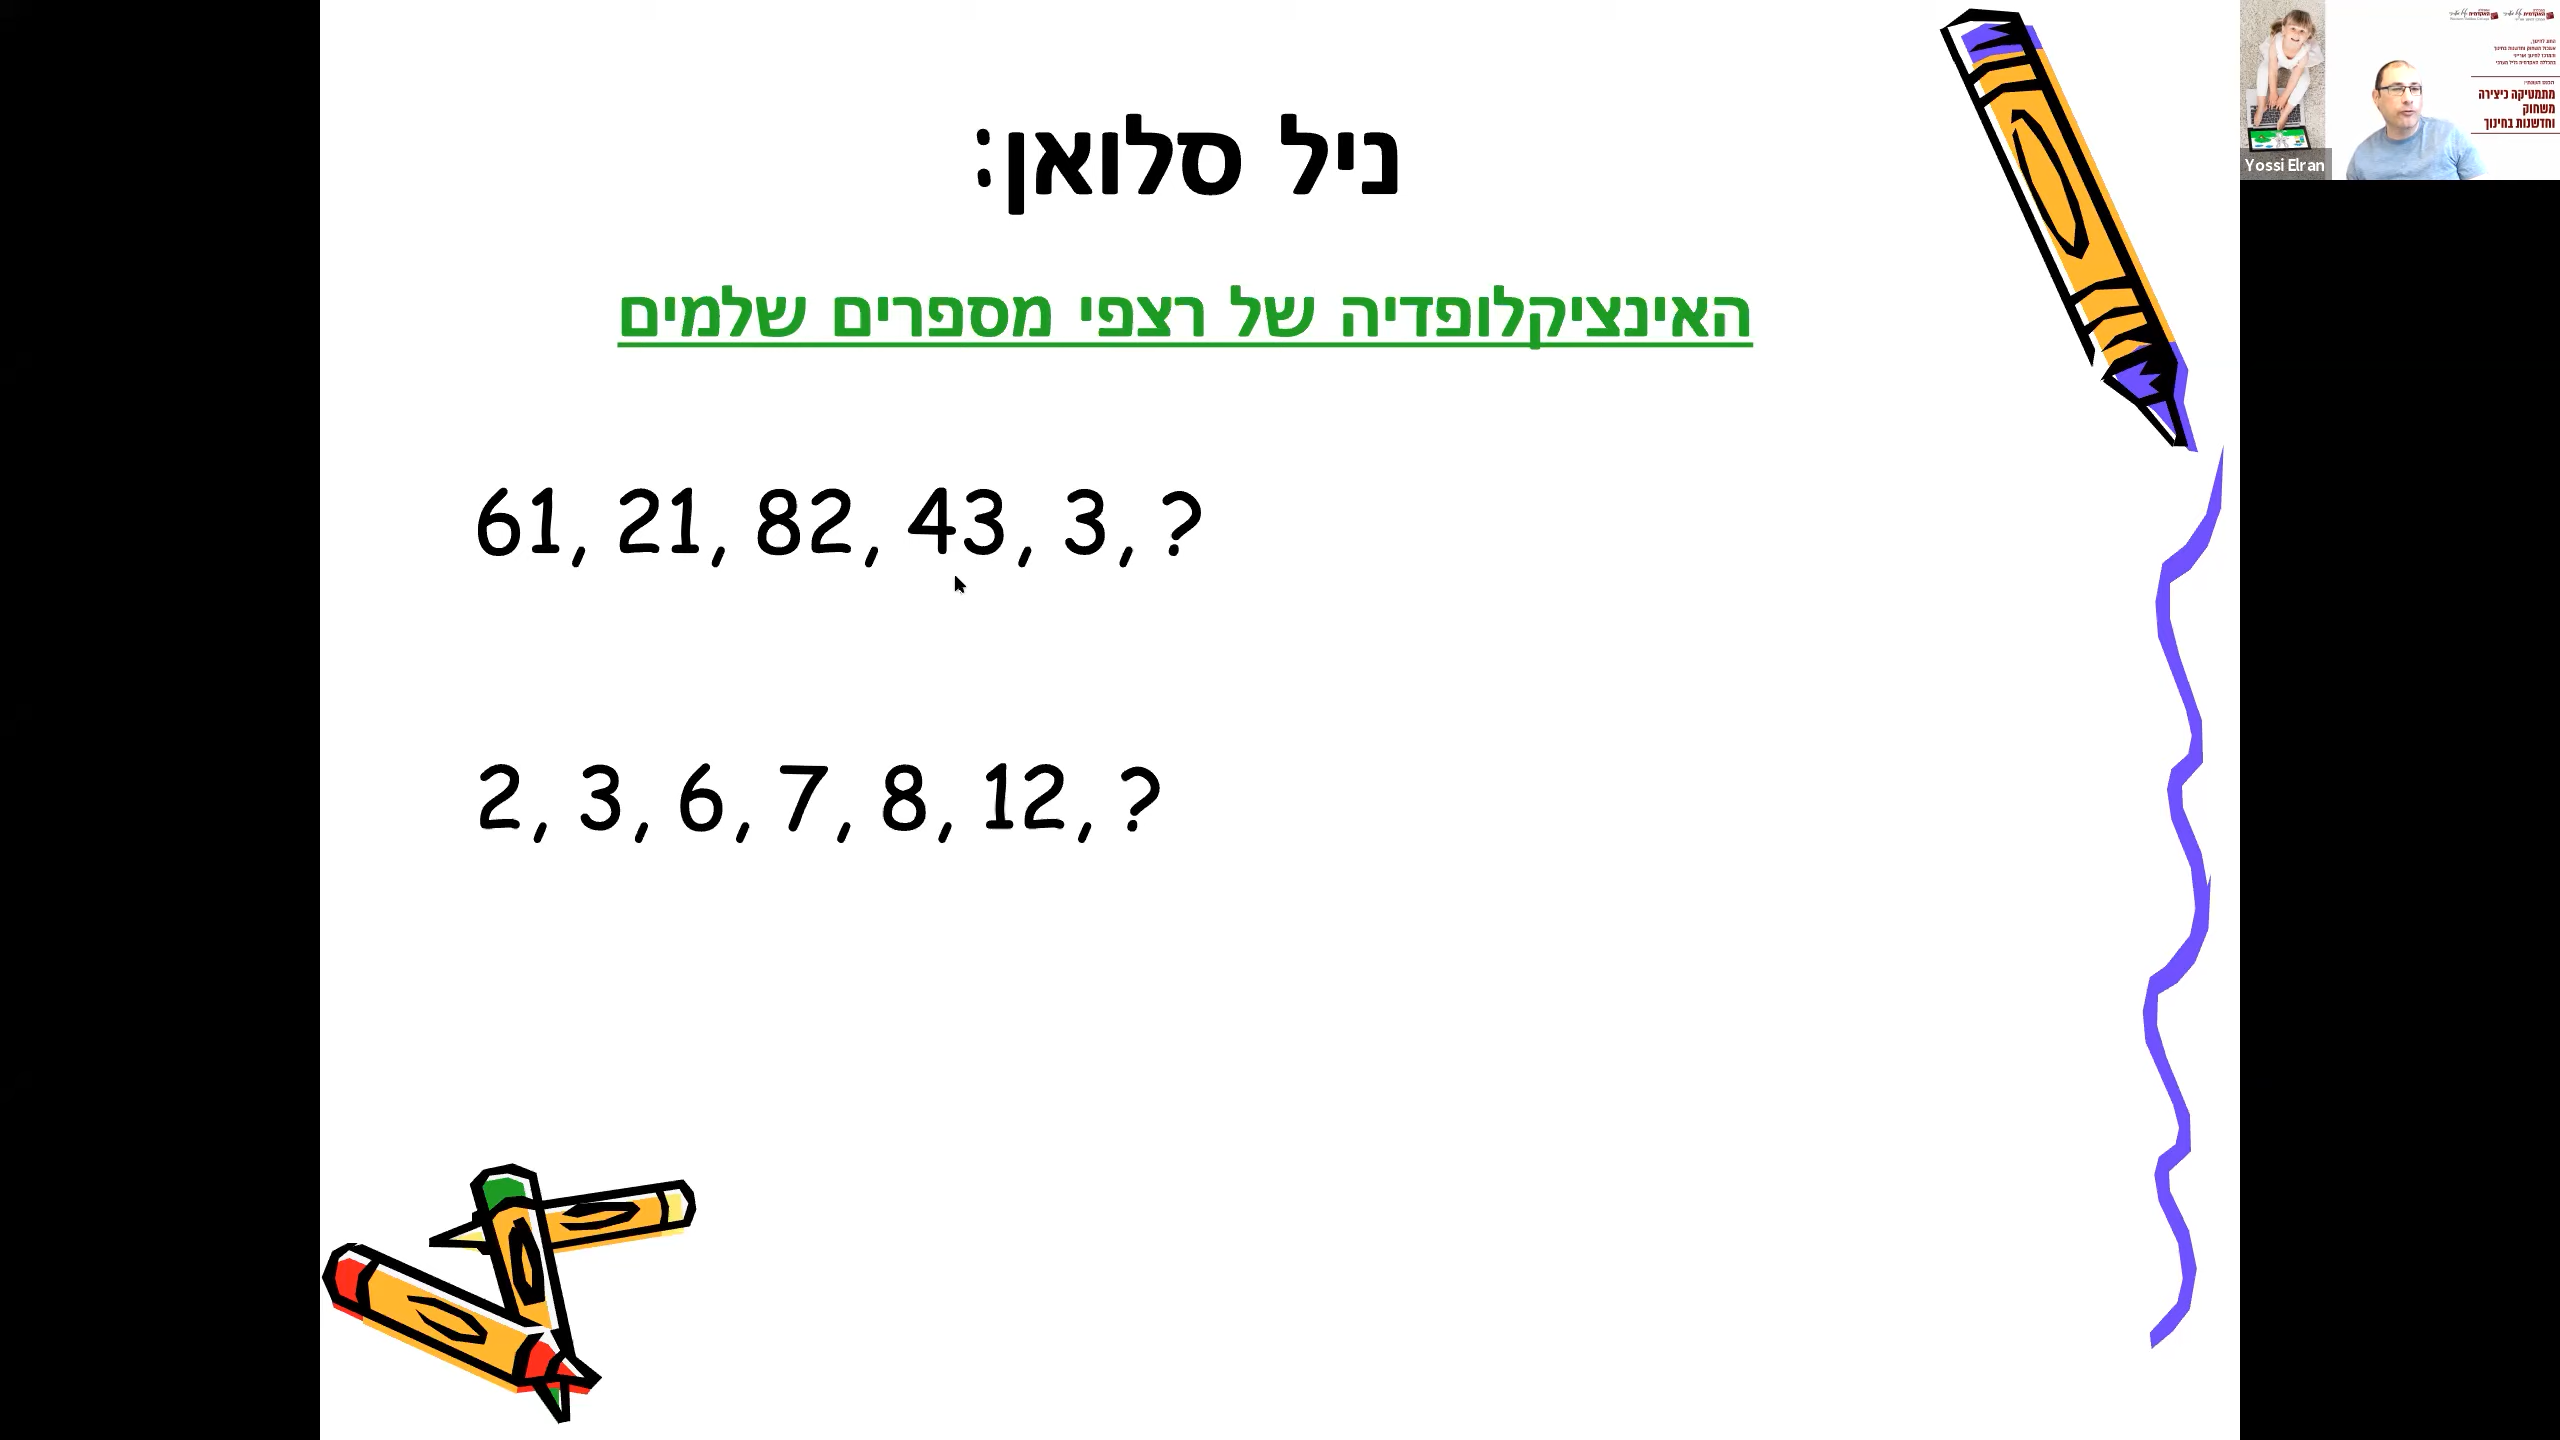 ניל סלואן:
האינציקלופדיה של רצפי מספרים שלמים
61, 21, 82, 43, 3, ?
2, 3, 6, 7, 8, 12, ?
Yossi Elran
מתמטיקה כיצירה
משחוק
וחדשנות בחינוך